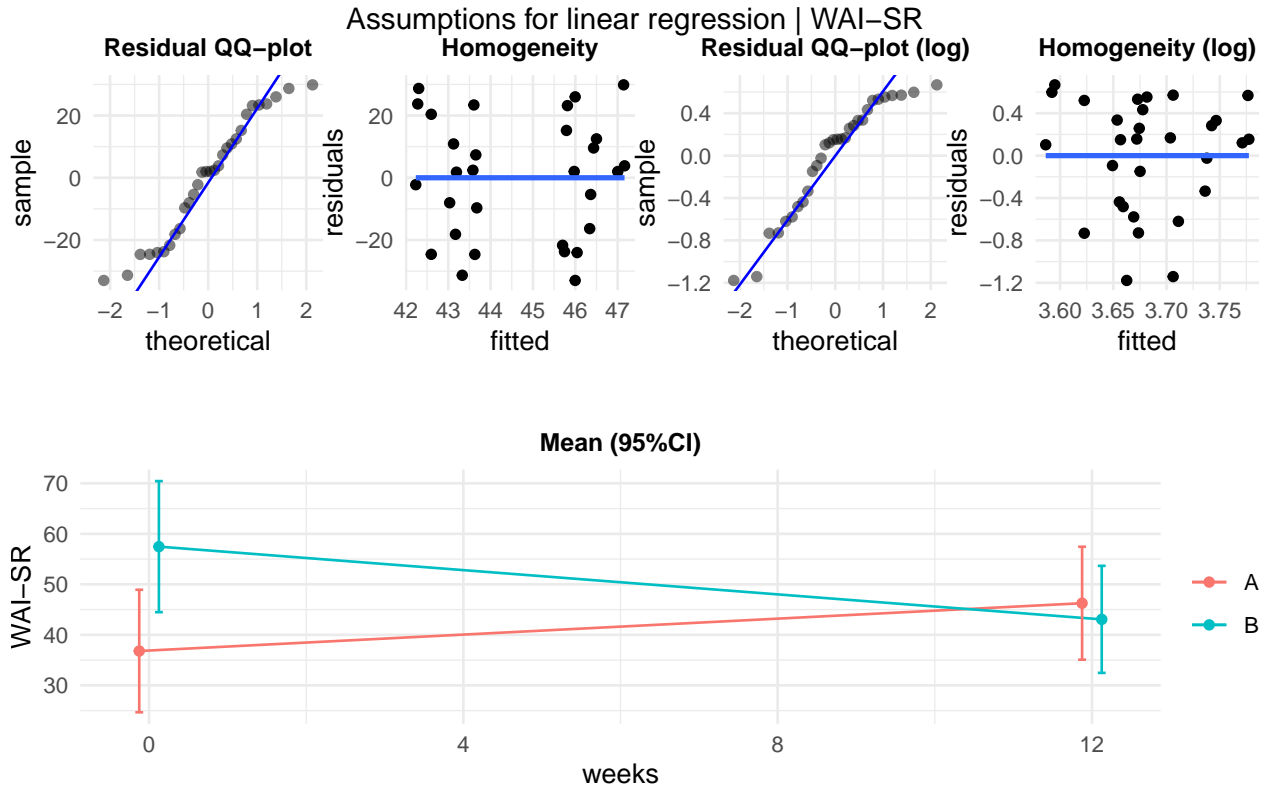 Assumptions for linear regression | WAI−SR
Residual QQ−plot
Homogeneity
Residual QQ−plot (log)
Homogeneity (log)
sample
20
0
−20
−2 −1 0 1 2
theoretical
residuals
20
0
−20
42 43 44 45 46 47
fitted
sample
0.4
0.0
−0.4
−0.8
−1.2
−2 −1 0 1 2
theoretical
residuals
0.4
0.0
−0.4
−0.8
−1.2
3.60 3.65 3.70 3.75
fitted
Mean (95%CI)
WAI−SR
70
60
50
40
30
0 4 8 12
weeks
A
B